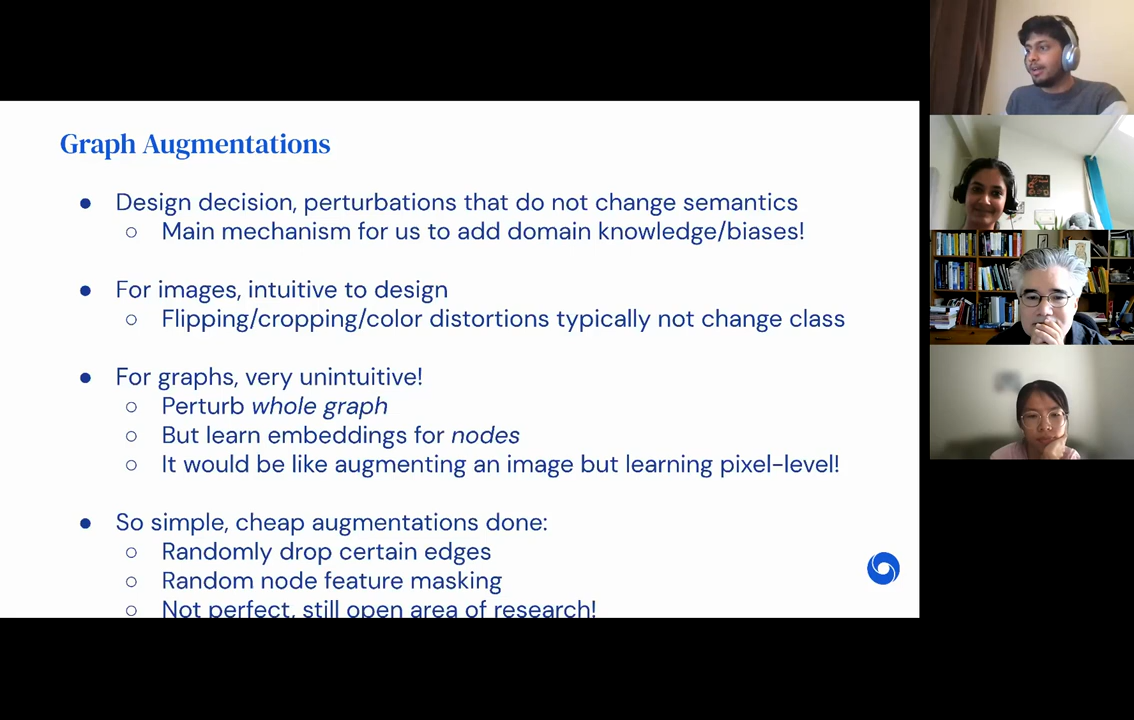 Graph Augmentations
● Design decision, perturbations that do not change semantics
○ Main mechanism for us to add domain knowledge/biases!
● For images, intuitive to design
○ Flipping/cropping/color distortions typically not change class
● For graphs, very unintuitive!
○ Perturb whole graph
○ But learn embeddings for nodes
○ It would be like augmenting an image but learning pixel-level!
● So simple, cheap augmentations done:
○ Randomly drop certain edges
○ Random node feature masking
○ Not perfect, still open area of research!